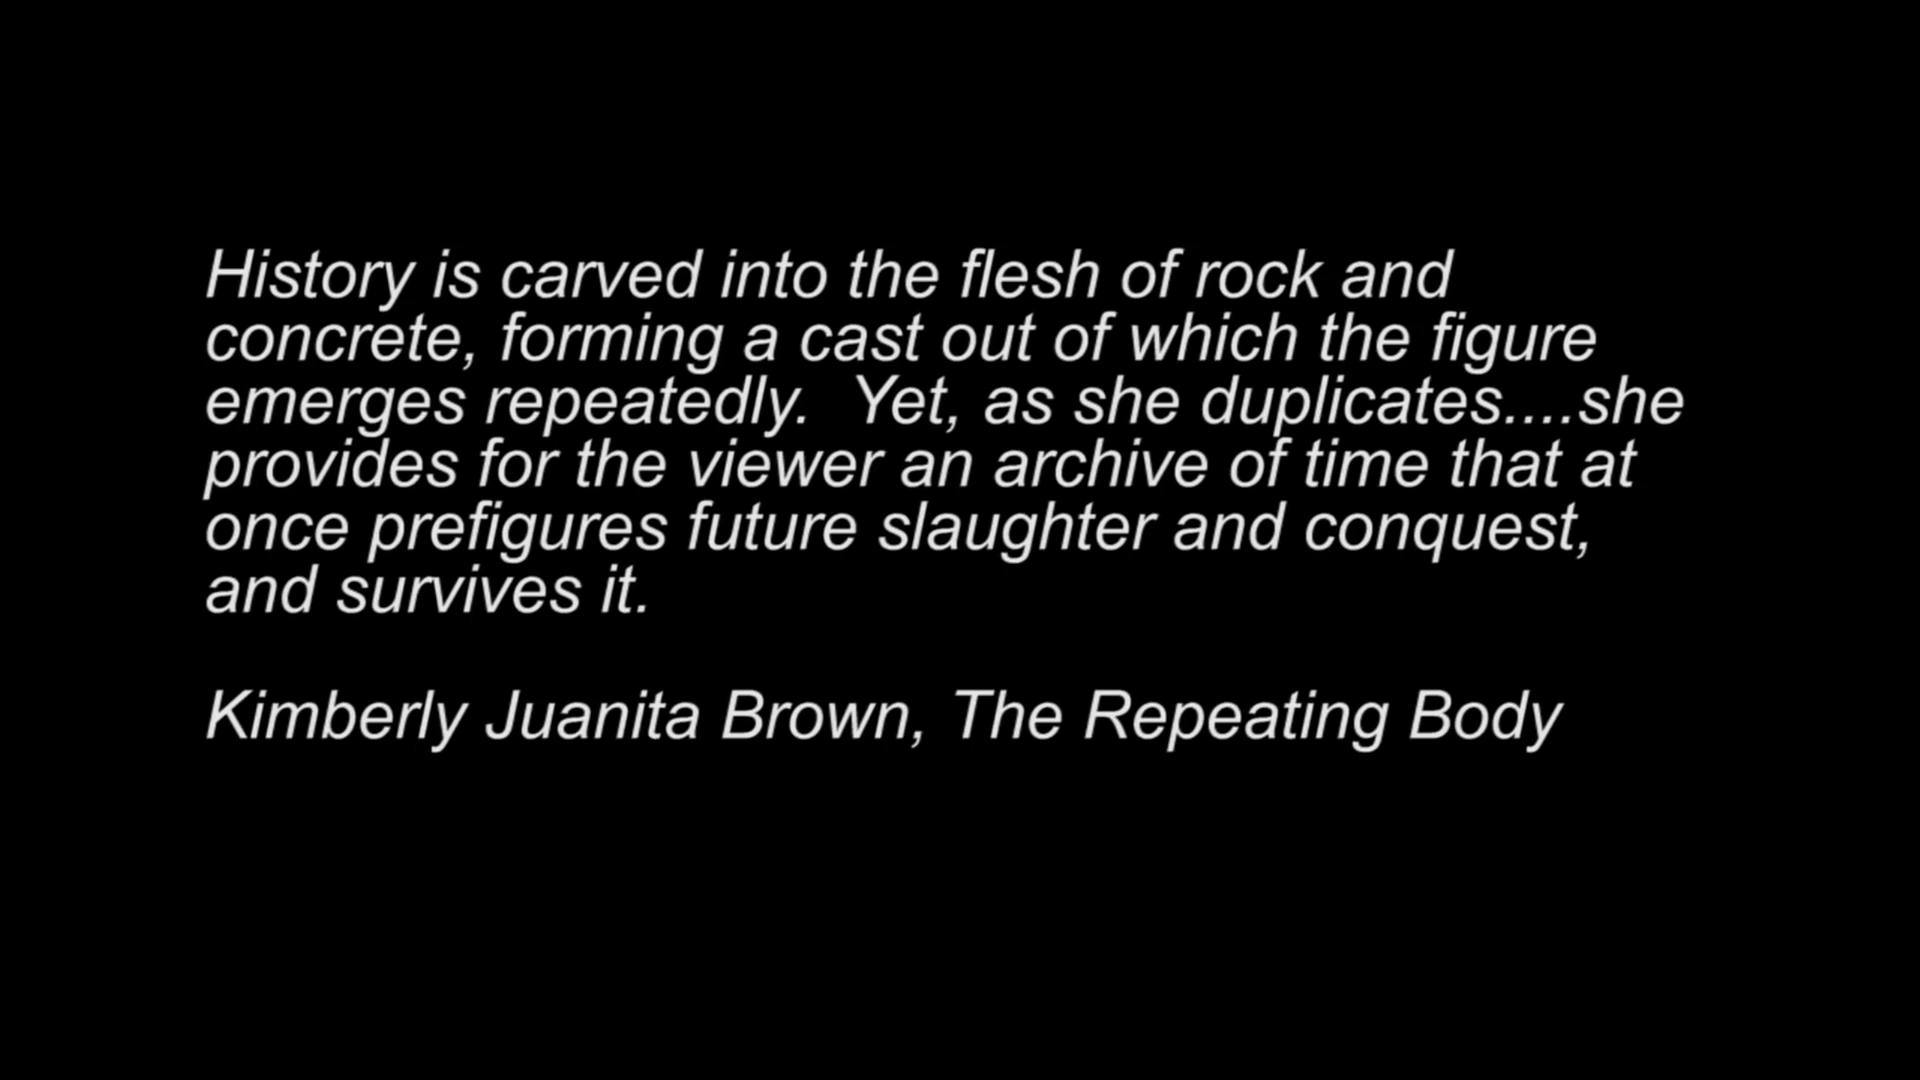 History is carved into the flesh of rock and
concrete, forming a cast out of which the figure
emerges repeatedly.  Yet, as she duplicates....she
provides for the viewer an archive of time that at
once prefigures future slaughter and conquest,
and survives it.
Kimberly Juanita Brown, The Repeating Body